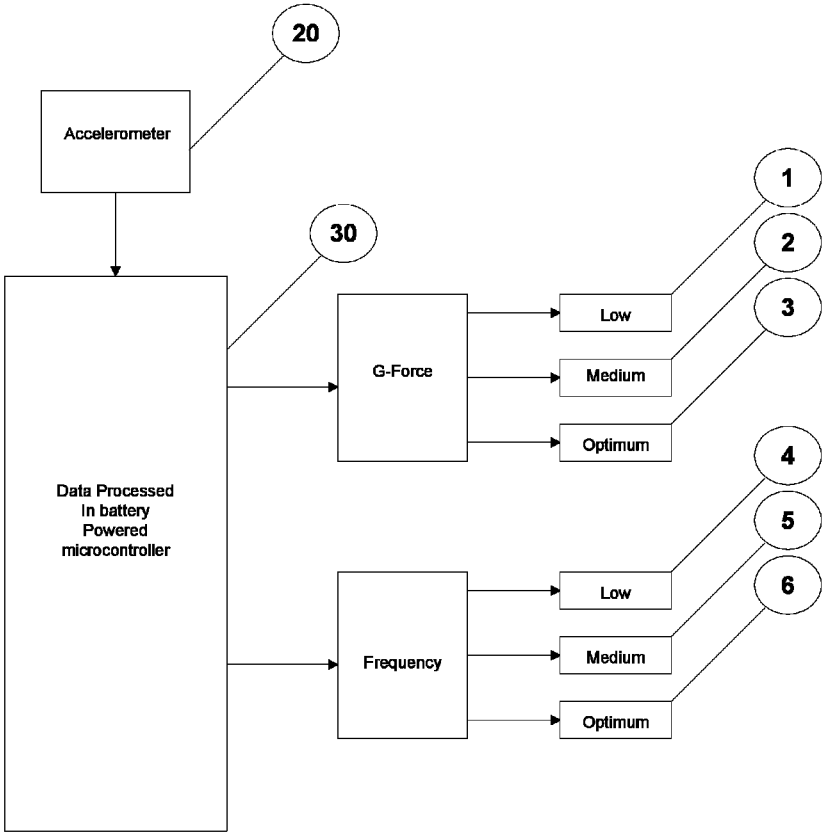 20
Accelerometer
30
1
2
3
Low
G-Force
Medium
Optimum
Data Processed
In battery
Powered
microcontroller
4
5
6
Low
Frequency
Medium
Optimum